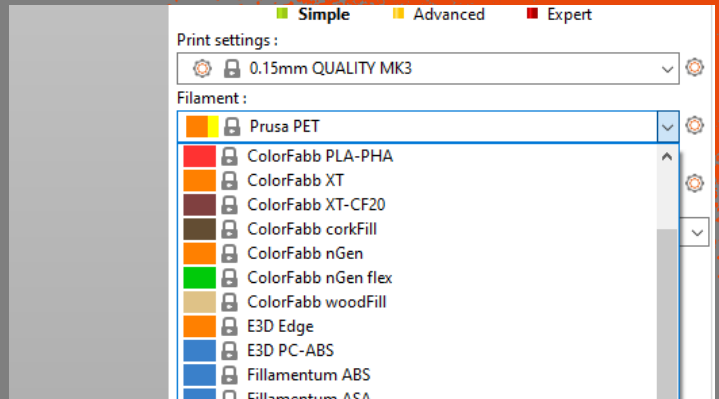 Simple Advanced Expert
Print settings :
0.15mm QUALITY MK3
Filament :
Prusa PET
ColorFabb PLA-PHA
ColorFabb XT
ColorFabb XT-CF20
ColorFabb corkFill
ColorFabb nGen
ColorFabb nGen flex
ColorFabb woodFill
E3D Edge
E3D PC-ABS
Fillamentum ABS
Fillamentum ASA